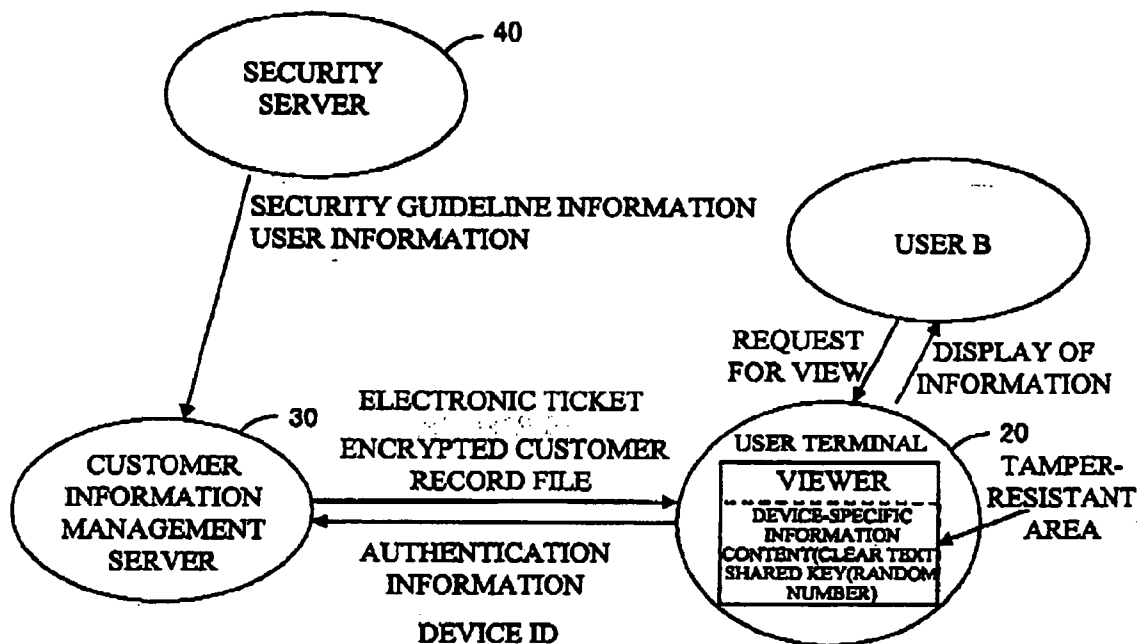 40
SECURITY
SERVER
SECURITY GUIDELINE INFORMATION
USER INFORMATION
USER B
REQUEST
FOR VIEW
DISPLAY OF
INFORMATION
30
ELECTRONIC TICKET
ENCRYPTED CUSTOMER
RECORD FILE
CUSTOMER
INFORMATION
MANAGEMENT
SERVER
AUTHENTICATION
INFORMATION
DEVICE ID
USER TERMINAL
20
VIEWER
DEVICE-SPECIFIC
INFORMATION
CONTENT(CLEAR TEXT)
SHARED KEY(RANDOM
NUMBER)
TAMPER-
RESISTANT
AREA